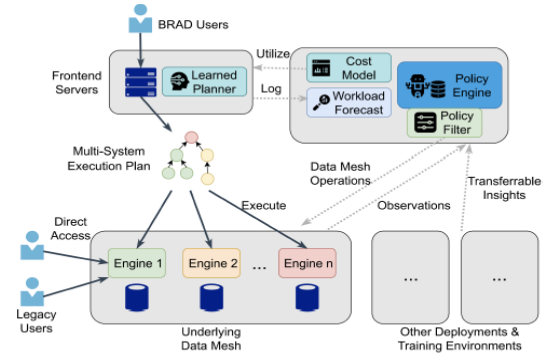 BRAD Users
Frontend
Servers
Learned
Planner
Utilize
Log
Cost
Model
Workload
Forecast
Policy
Engine
Policy
Filter
Multi-System
Execution Plan
Data Mesh
Operations
Observations
Transferrable
Insights
Execute
Direct
Access
Legacy
Users
Engine 1
Engine 2
...
Engine n
...
...
Underlying
Data Mesh
Other Deployments &
Training Environments